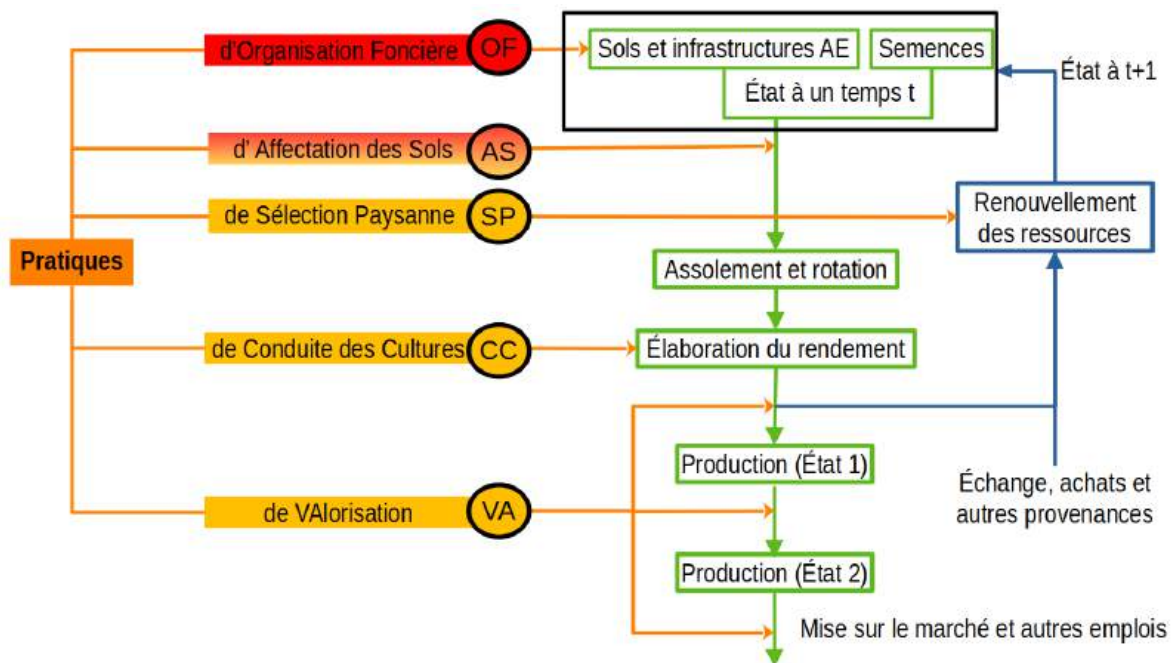 d'Organisation Foncière
OF
Sols et infrastructures AE
Semences
État à un temps t
État à t+1
d' Affectation des Sols
AS
de Sélection Paysanne
SP
Renouvellement
des ressources
Pratiques
Assolement et rotation
de Conduite des Cultures
CC
Élaboration du rendement
Production (État 1)
Échange, achats et
autres provenances
de VAlorisation
VA
Production (État 2)
Mise sur le marché et autres emplois